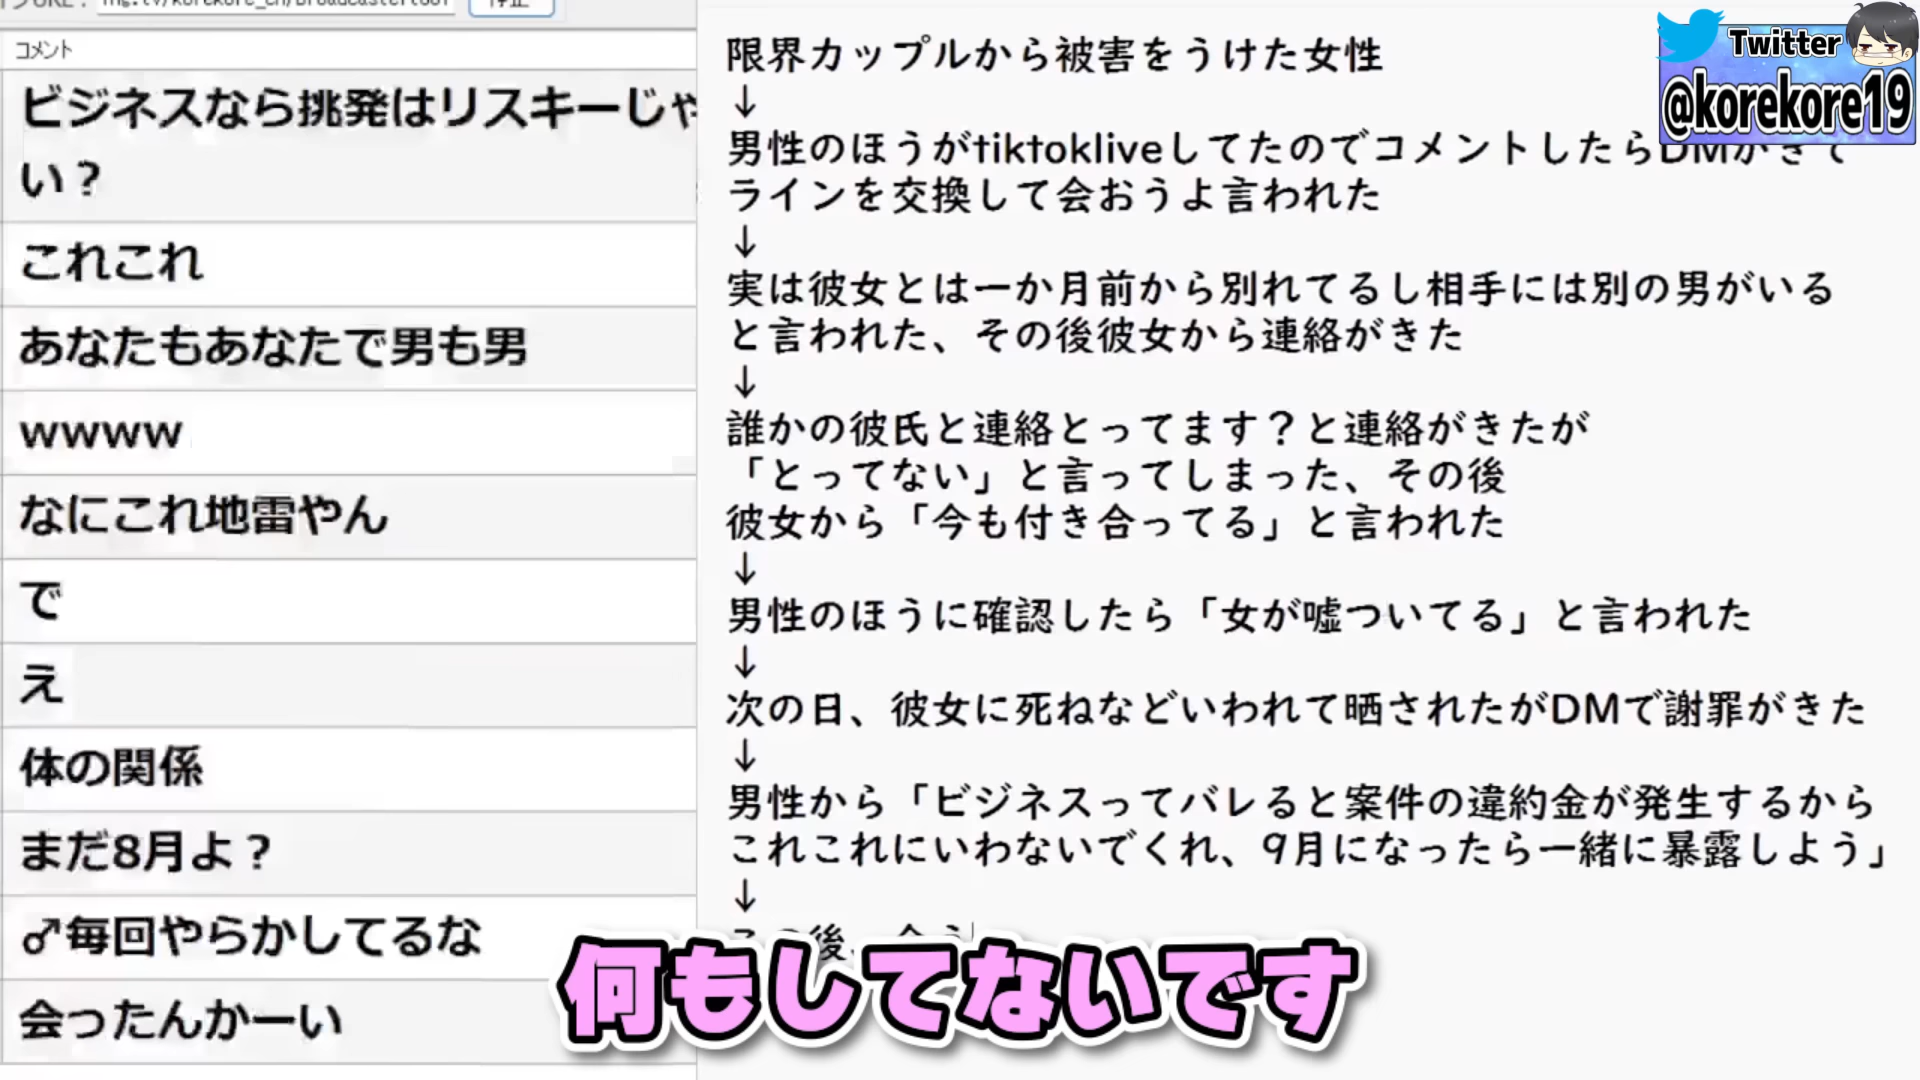 コメント
ビジネスなら挑発はリスキーじゃ
い？
これこれ
あなたもあなたで男も男
wwww
なにこれ地雷やん
で
え
体の関係
まだ8月よ？
♂毎回やらかしてるな
会ったんかーい
限界カップルから被害をうけた女性
↓
男性のほうがtiktokliveしてたのでコメントしたらDMがきて
ラインを交換して会おうよ言われた
↓
実は彼女とは一か月前から別れてるし相手には別の男がいる
と言われた、その後彼女から連絡がきた
↓
誰かの彼氏と連絡とってます？と連絡がきたが
「とってない」と言ってしまった、その後
彼女から「今も付き合ってる」と言われた
↓
男性のほうに確認したら「女が嘘ついてる」と言われた
↓
次の日、彼女に死ねなどいわれて晒されたがDMで謝罪がきた
↓
男性から「ビジネスってバレると案件の違約金が発生するから
これこれにいわないでくれ、9月になったら一緒に暴露しよう」
↓
何もしてないです
Twitter
@korekore19